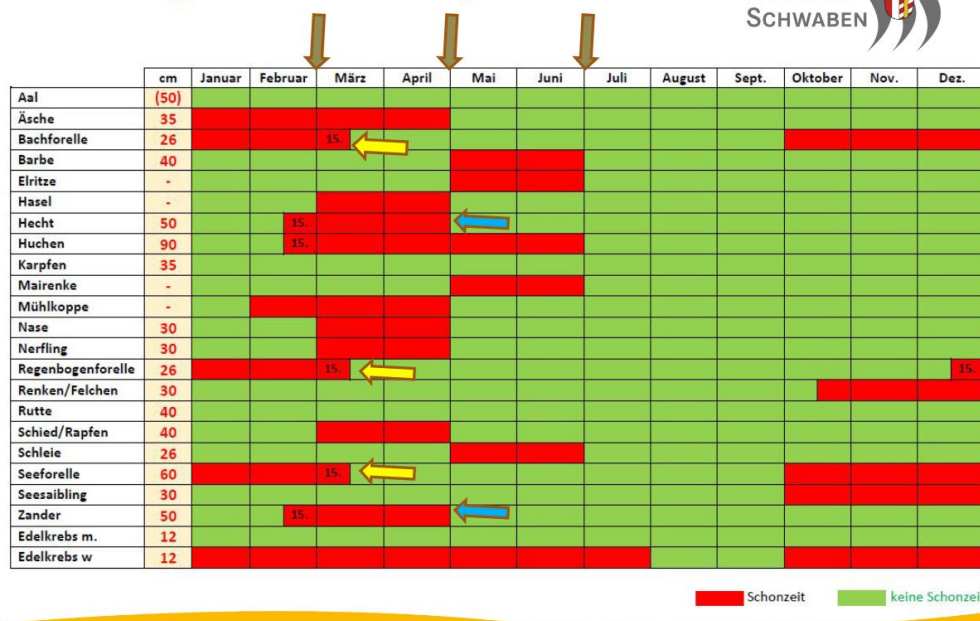 SCHWABEN
cm Januar Februar März April Mai Juni Juli August Sept. Oktober Nov. Dez.
Aal (50)
Äsche 35
Bachforelle 26 15.
Barbe 40
Elritze -
Hasel -
Hecht 50 15.
Huchen 90 15.
Karpfen 35
Mairenke -
Mühlkoppe -
Nase 30
Nerfling 30
Regenbogenforelle 26 15. 15.
Renken/Felchen 30
Rutte 40
Schied/Rapfen 40
Schleie 26
Seeforelle 60 15.
Seesaibling 30
Zander 50 15.
Edelkrebs m. 12
Edelkrebs w 12
Schonzeit keine Schonzei